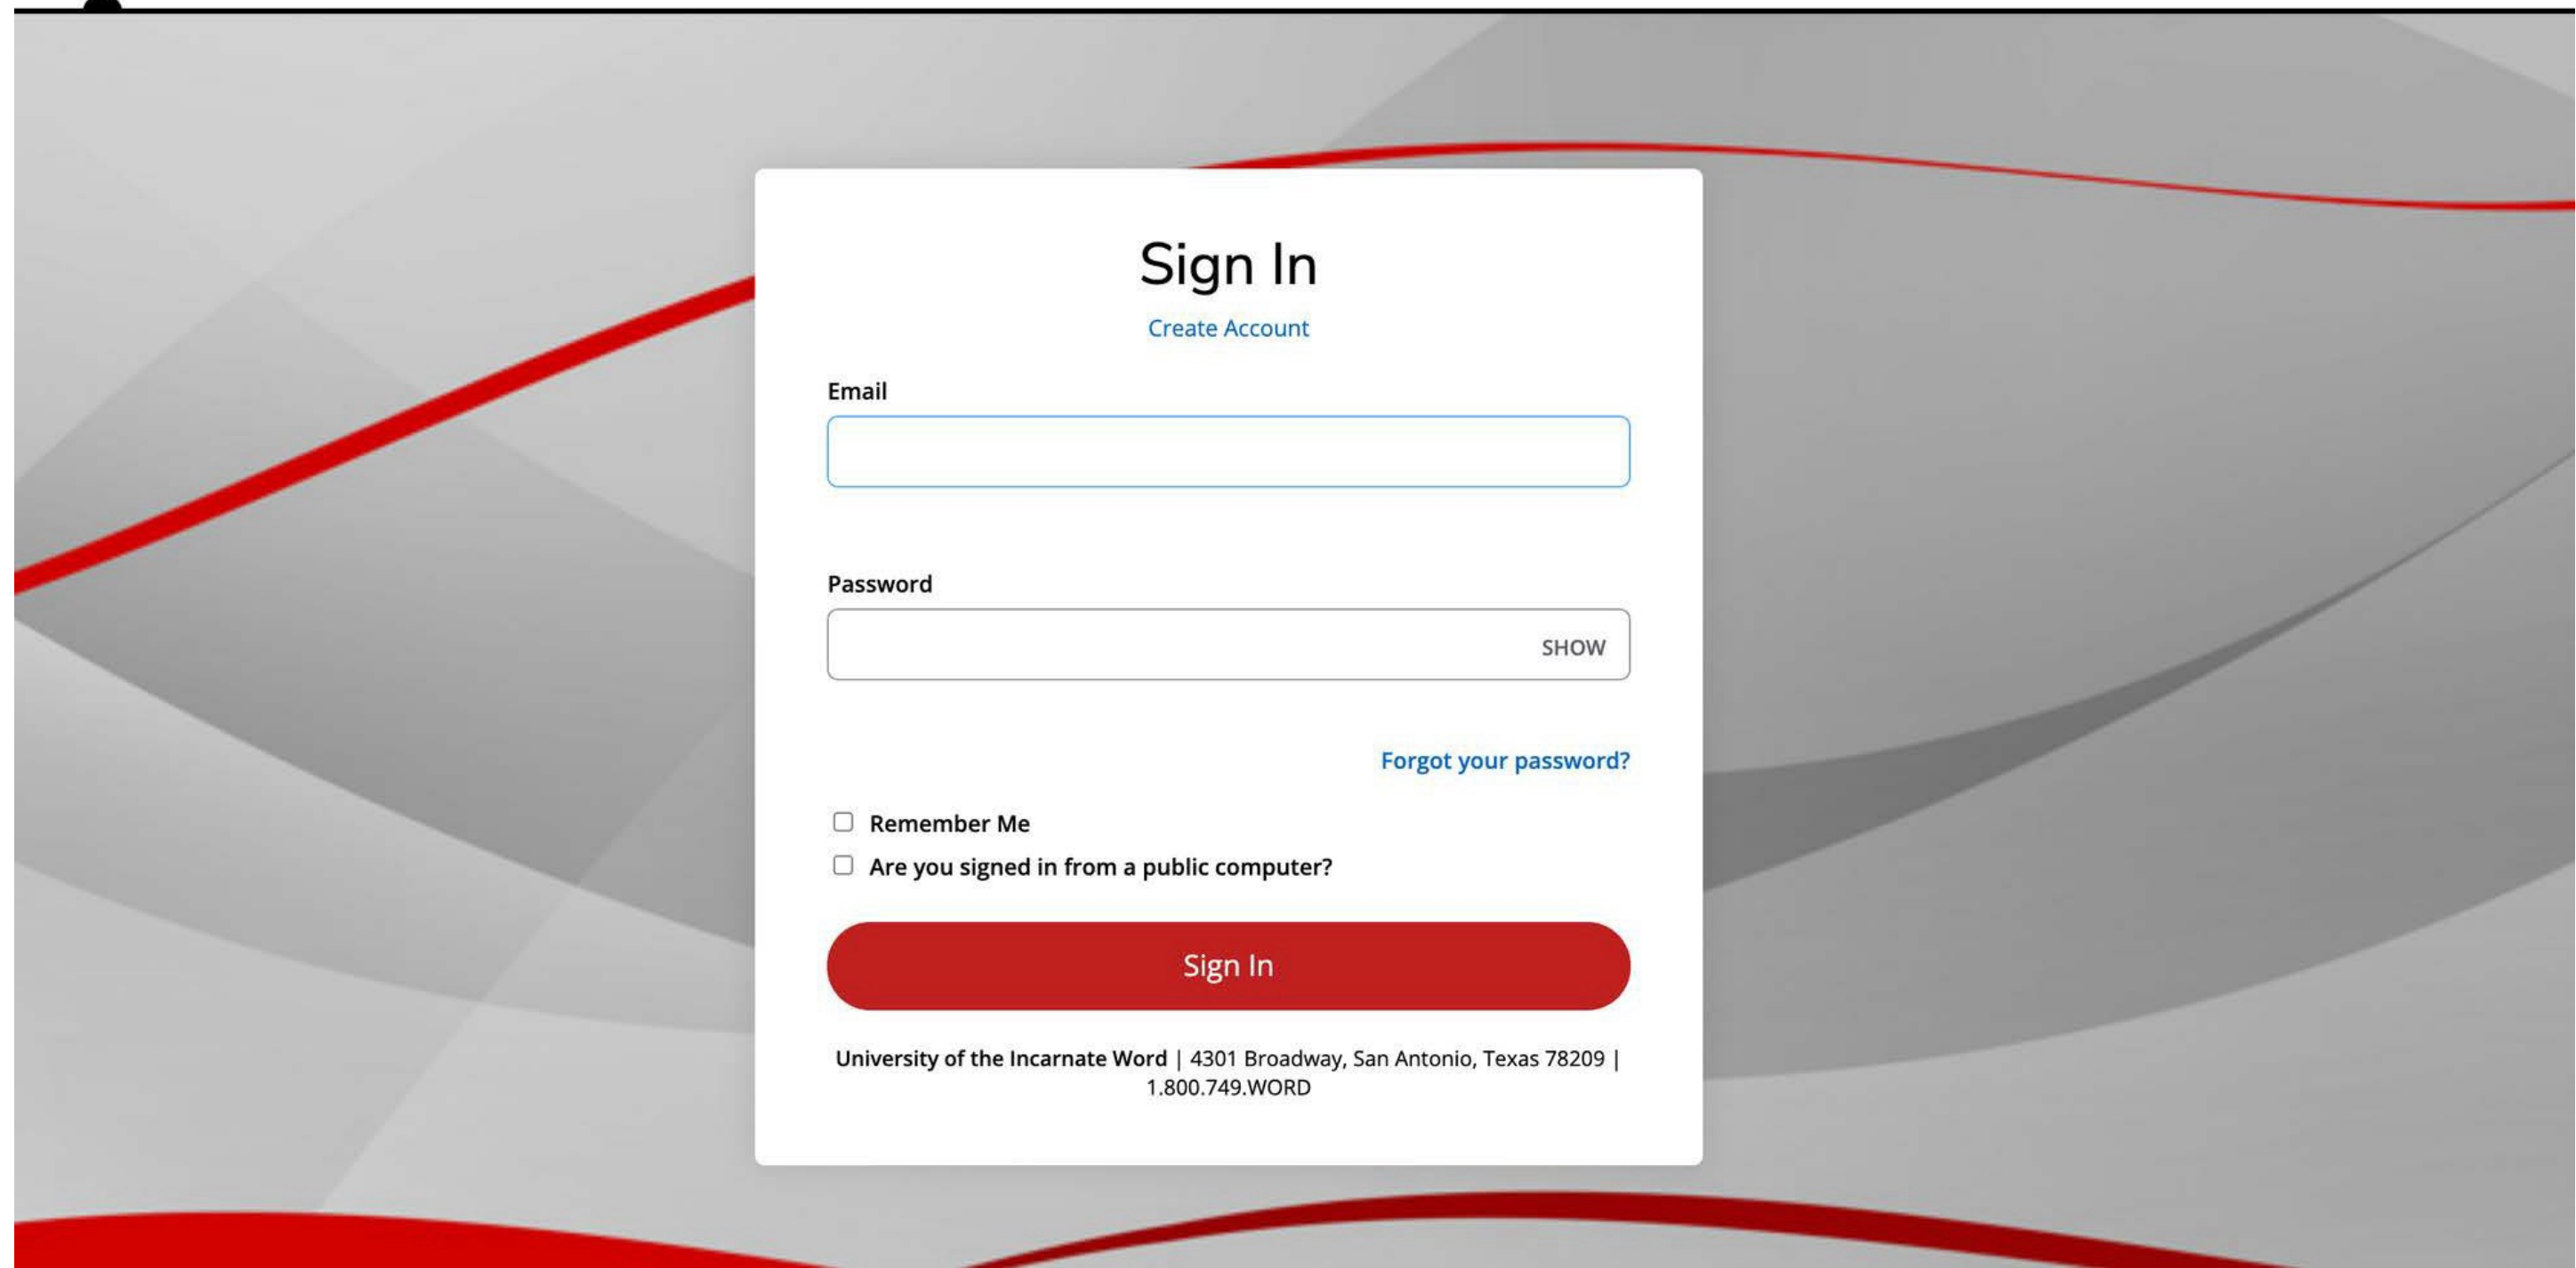 Sign In
Create Account
Email
Password
SHOW
Forgot your password?
Remember Me
Are you signed in from a public computer?
Sign In
University of the Incarnate Word | 4301 Broadway, San Antonio, Texas 78209 |
1.800.749.WORD